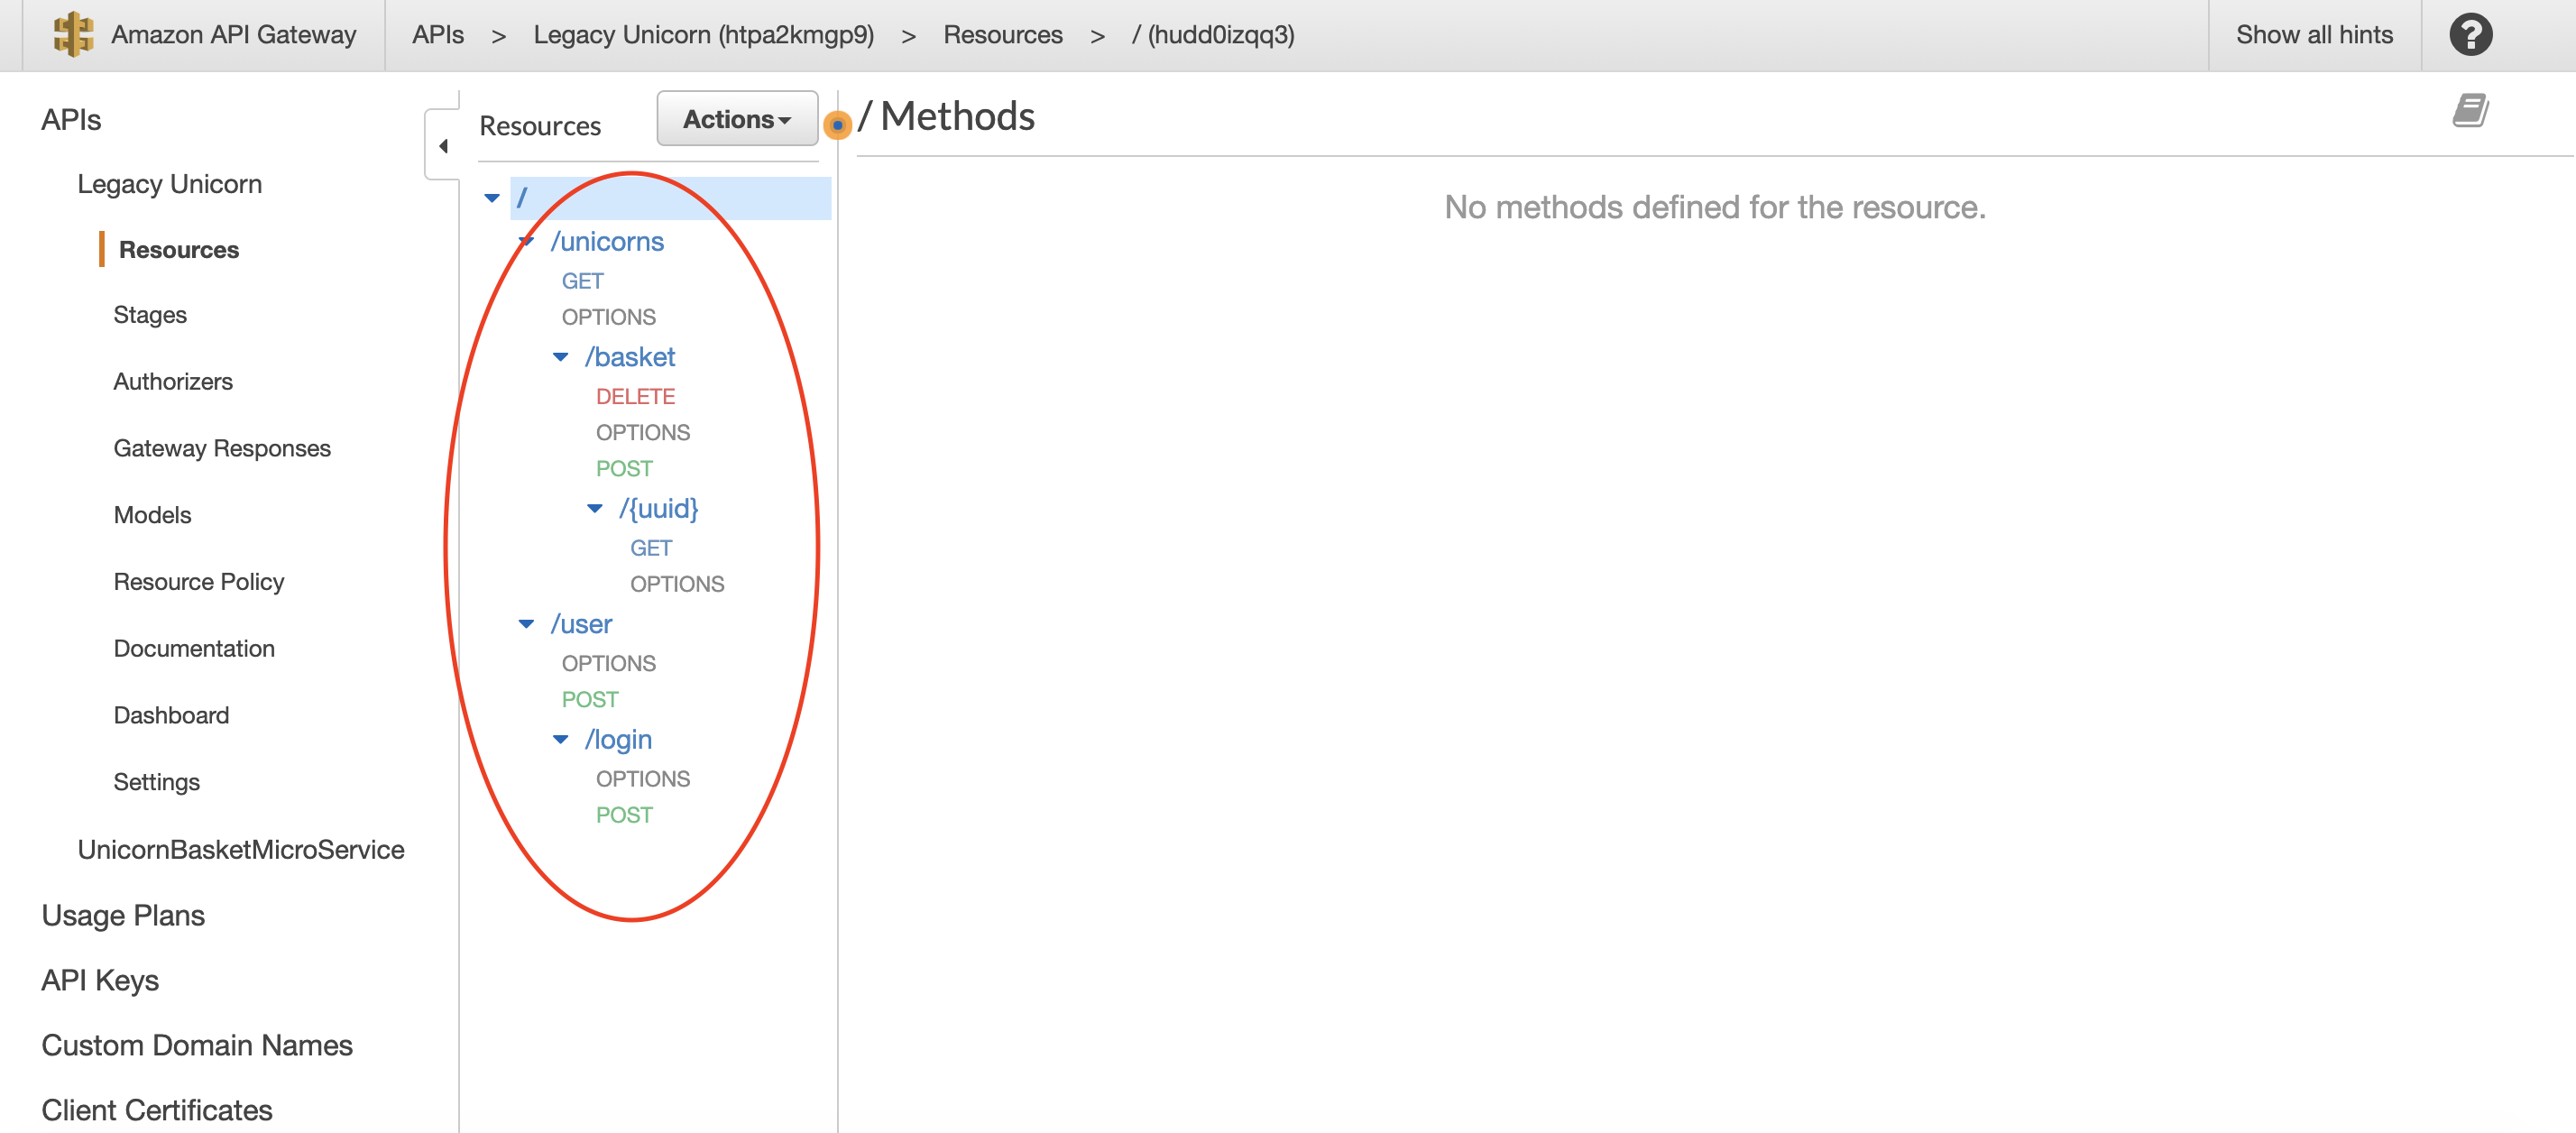 Amazon API Gateway
APIs > Legacy Unicorn (htpa2kmgp9) > Resources > / (hudd0izqq3)
Show all hints
?
APIs
Legacy Unicorn
Resources
Stages
Authorizers
Gateway Responses
Models
Resource Policy
Documentation
Dashboard
Settings
UnicornBasketMicroService
Usage Plans
API Keys
Custom Domain Names
Client Certificates
Resources
Actions
/
/unicorns
GET
OPTIONS
/basket
DELETE
OPTIONS
POST
/{uuid}
GET
OPTIONS
/user
OPTIONS
POST
/login
OPTIONS
POST
/ Methods
No methods defined for the resource.